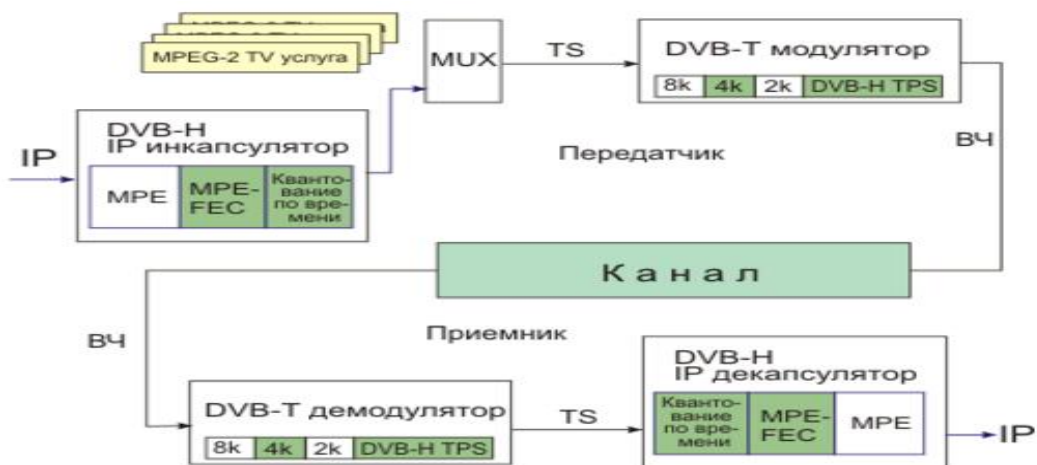 MPEG-2 TV услуга
MUX
TS
DVB-T модулятор
8k 4k 2k DVB-H TPS
DVB-H
IP инкапсулятор
IP
MPE
MPE-
FEC
Кванто-
вание
по вре-
мени
Передатчик
ВЧ
Канал
ВЧ
Приемник
DVB-T демодулятор
8k 4k 2k DVB-H TPS
TS
DVB-H
IP декапсулятор
Кванто-
вание
по вре-
мени
MPE-
FEC
MPE
IP